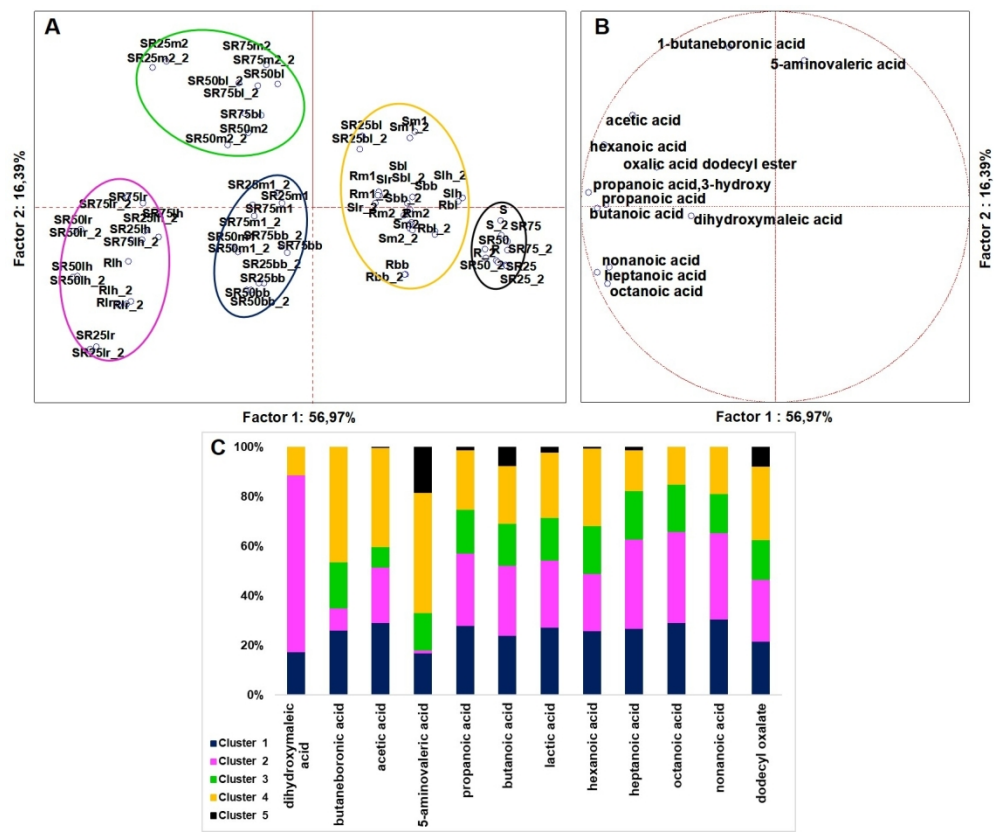 A
SR25m2
SR25m2_2
SR75m2
SR75m2_2
SR50bl_2
SR50bl
SR75bl_2
SR75bl
SR50m2
SR50m2_2
SR25bl
SR25bl_2
Sm1
Sm1_2
Sbl
Rm1
Slr
Sbl_2
Slh_2
Sbb
Slh
Rm1_2
Sbb_2
Rbl
Slr_2
Rm2
Rm2
Sm2
Rbl_2
Sm2_2
Rbb
Rbb_2
S
S_2
SR75
SR50
R
SR75_2
SR50_2
SR25
SR25_2
SR25m1_2
SR25m1
SR75m1
SR75m1_2
SR50m1
SR75bb_2
SR50m1_2
SR75bb
SR25bb_2
SR25bb
SR50bb
SR50bb_2
SR75lr
SR75lr_2
SR50lr
SR75lh
SR25lh_2
SR50lr_2
SR25lh
SR75lh_2
SR50lh
Rlh
SR50lh_2
Rlh_2
Rlr
Rlr_2
SR25lr
SR75lr_2
Factor 2: 16,39%
Factor 1: 56,97%
B
1-butaneboronic acid
5-aminovaleric acid
acetic acid
hexanoic acid
oxalic acid dodecyl ester
propanoic acid,3-hydroxy
propanoic acid
butanoic acid
dihydroxymaleic acid
nonanoic acid
heptanoic acid
octanoic acid
Factor 2 : 16,39%
Factor 1 : 56,97%
C
100%
80%
60%
40%
20%
0%
Cluster 1
Cluster 2
Cluster 3
Cluster 4
Cluster 5
dihydroxymaleic
acid
butaneboronic acid
acetic acid
5-aminovaleric acid
propanoic acid
butanoic acid
lactic acid
hexanoic acid
heptanoic acid
octanoic acid
nonanoic acid
dodecyl oxalate